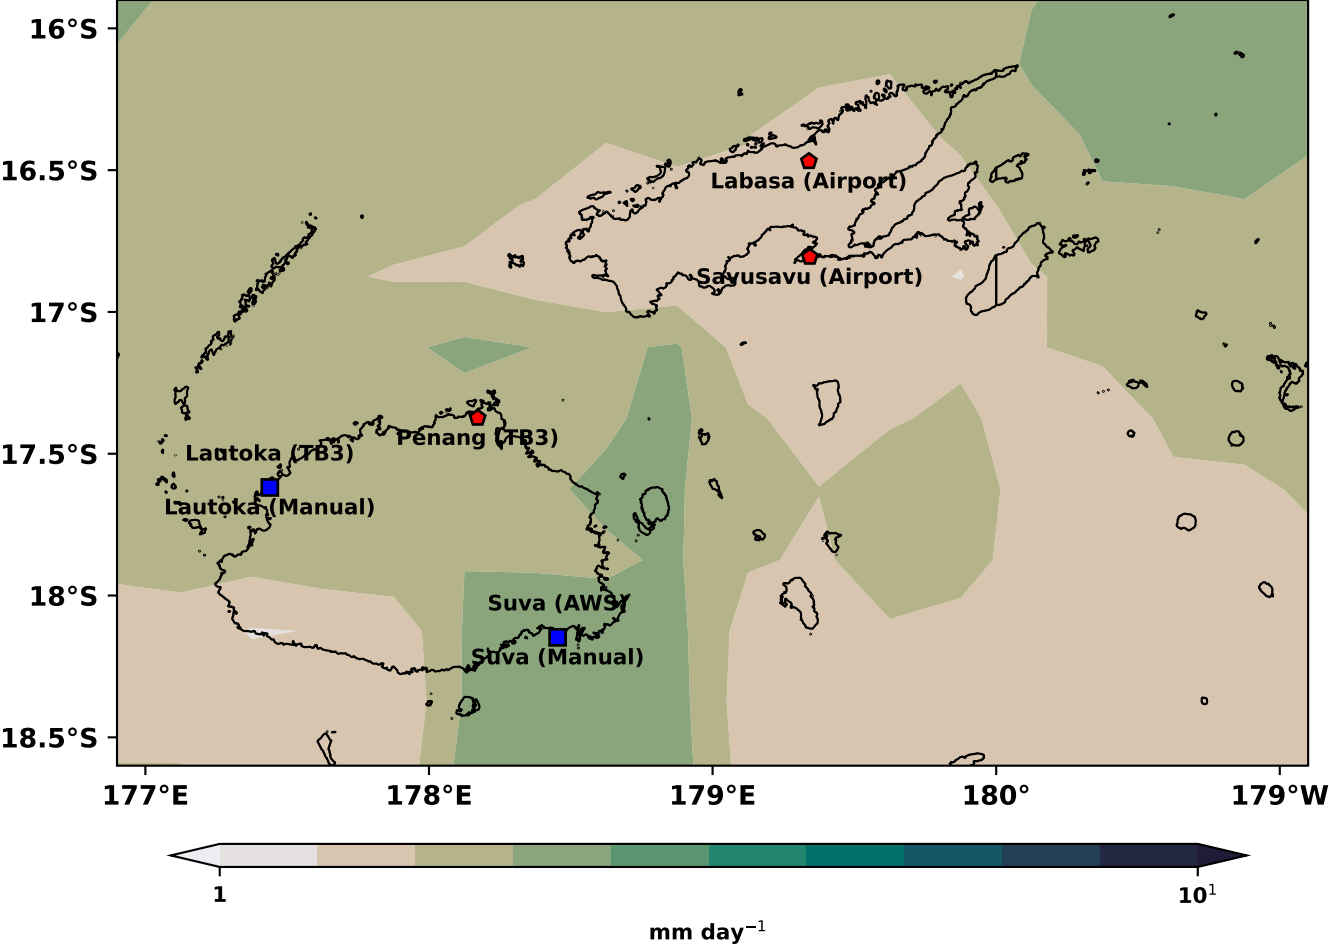 16°S
16.5°S
17°S
17.5°S
18°S
18.5°S
Labasa (Airport)
Savusavu (Airport)
Penang (TB3)
Lautoka (TB3)
Lautoka (Manual)
Suva (AWS)
Suva (Manual)
177°E 178°E 179°E 180° 179°W
1 10¹
mm day⁻¹